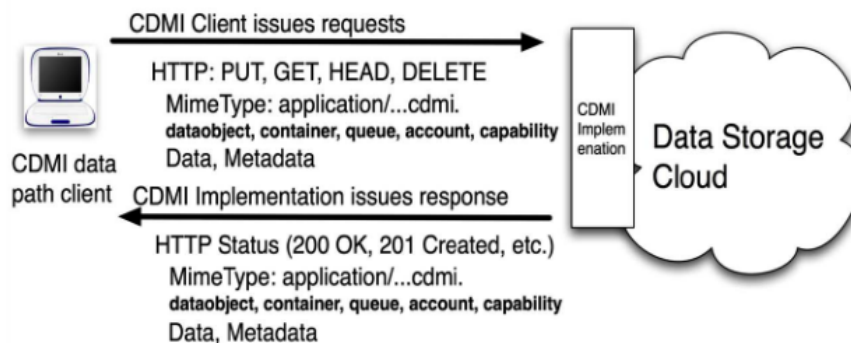 CDMI Client issues requests
HTTP: PUT, GET, HEAD, DELETE
MimeType: application/...cdmi.
dataobject, container, queue, account, capability
Data, Metadata
CDMI data
path client
CDMI Implementation issues response
HTTP Status (200 OK, 201 Created, etc.)
MimeType: application/...cdmi.
dataobject, container, queue, account, capability
Data, Metadata
CDMI
Implem
enation
Data Storage
Cloud